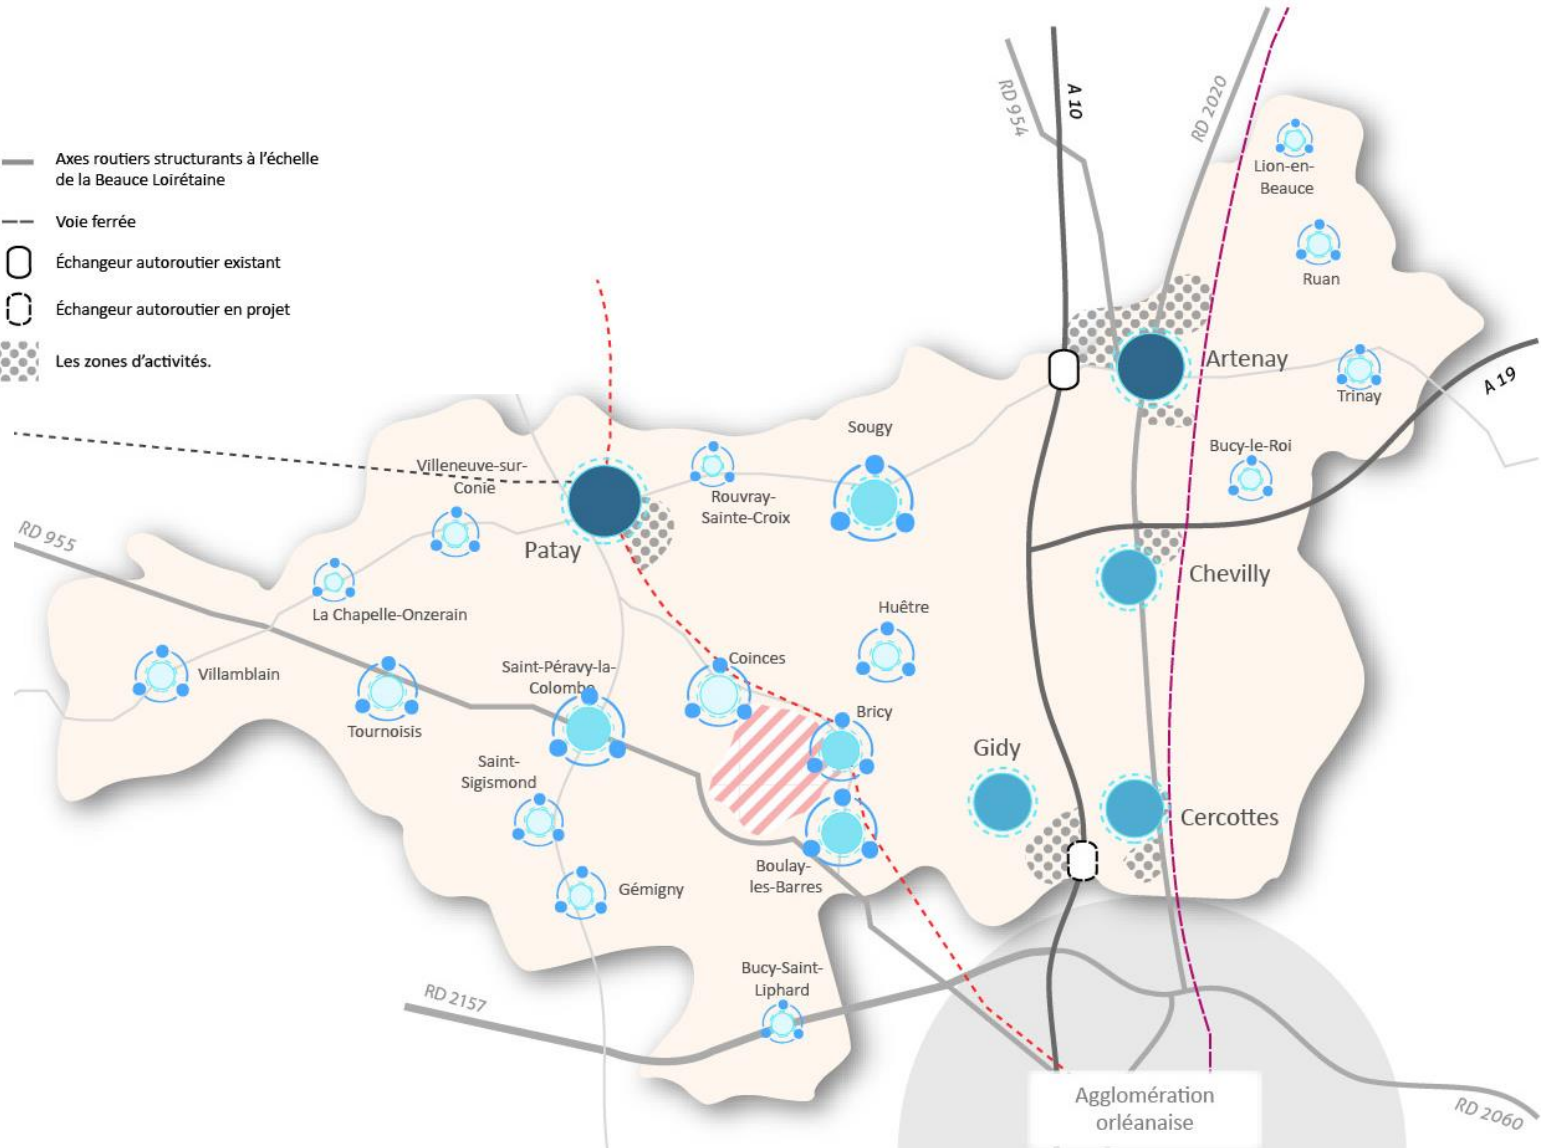 RD 954
A 10
RD 2020
Lion-en-
Beauce
Axes routiers structurants à l'échelle
de la Beauce Loirétaine
Voie ferrée
Échangeur autoroutier existant
Échangeur autoroutier en projet
Les zones d'activités.
Ruan
Artenay
Trinay
A 19
Sougy
Bucy-le-Roi
Villeneuve-sur-
Conie
Rouvray-
Sainte-Croix
RD 955
Patay
Chevilly
La Chapelle-Onzerain
Huêtre
Villamblain
Saint-Péravy-la-
Colombe
Coinces
Tournoisis
Bricy
Gidy
Saint-
Sigismond
Cercottes
Boulay-
les-Barres
Gémigny
Bucy-Saint-
Liphard
RD 2157
Agglomération
orléanaise
RD 2060